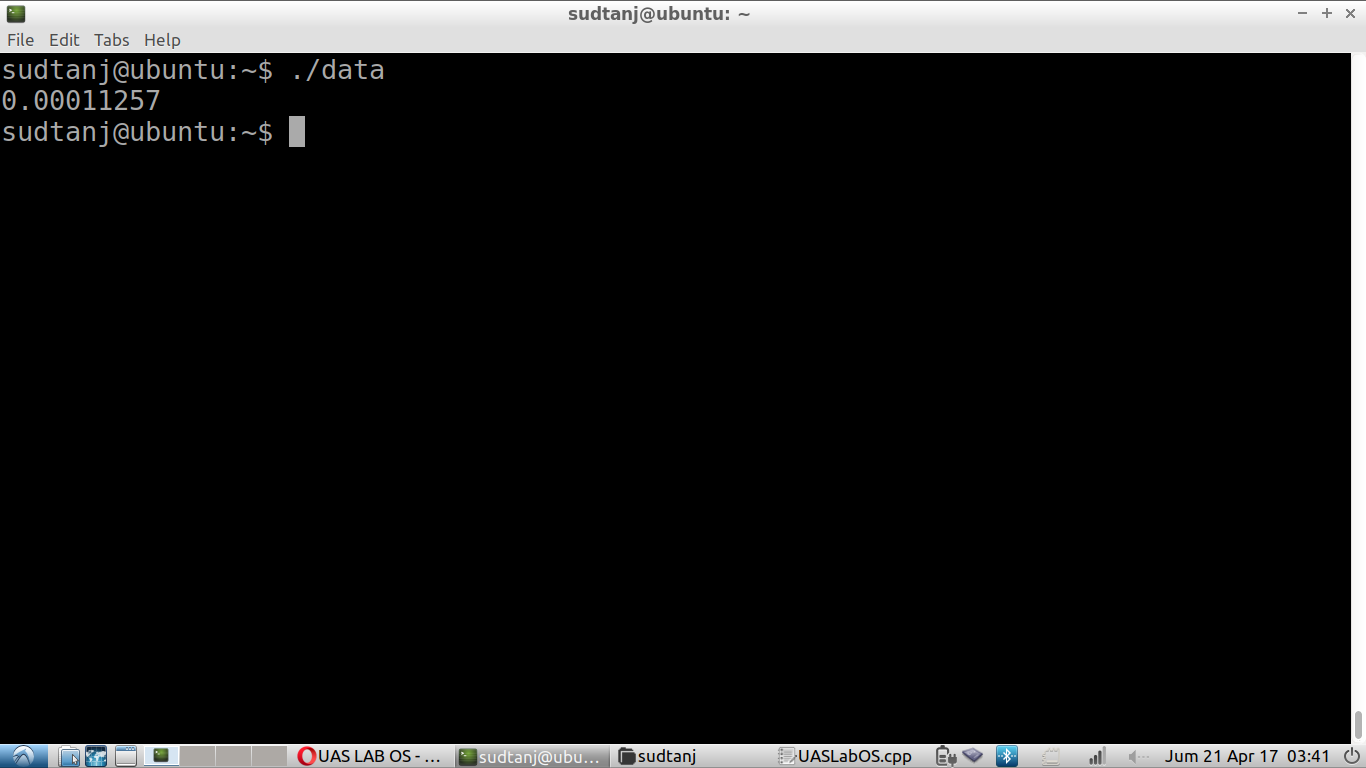 sudtanj@ubuntu: ~
File Edit Tabs Help
sudtanj@ubuntu:~$ ./data
0.00011257
sudtanj@ubuntu:~$
UAS LAB OS - ... sudtanj@ubu... sudtanj UASLabOS.cpp Jum 21 Apr 17 03:41